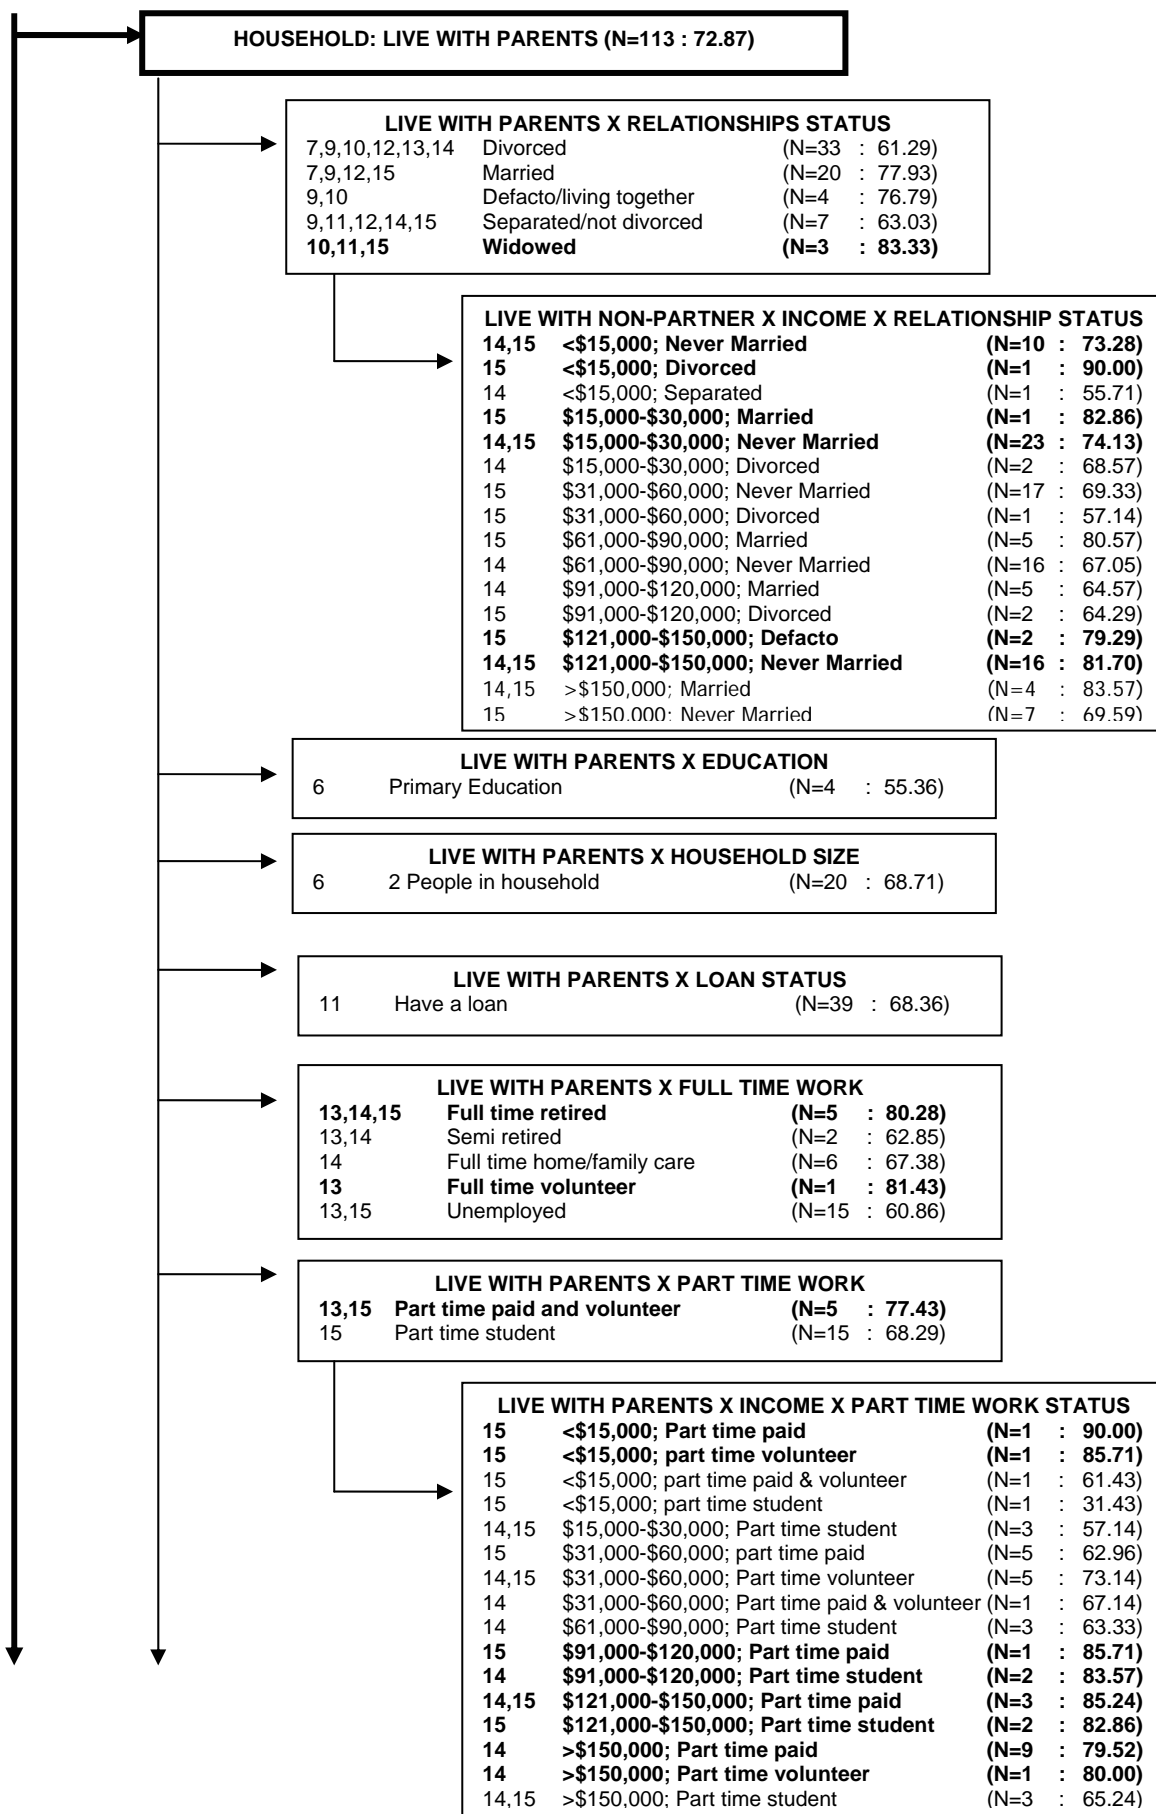 HOUSEHOLD: LIVE WITH PARENTS (N=113 : 72.87)
LIVE WITH PARENTS X RELATIONSHIPS STATUS
7,9,10,12,13,14 Divorced (N=33 : 61.29)
7,9,12,15 Married (N=20 : 77.93)
9,10 Defacto/living together (N=4 : 76.79)
9,11,12,14,15 Separated/not divorced (N=7 : 63.03)
10,11,15 Widowed (N=3 : 83.33)
LIVE WITH NON-PARTNER X INCOME X RELATIONSHIP STATUS
14,15 <$15,000; Never Married (N=10 : 73.28)
15 <$15,000; Divorced (N=1 : 90.00)
14 <$15,000; Separated (N=1 : 55.71)
15 $15,000-$30,000; Married (N=1 : 82.86)
14,15 $15,000-$30,000; Never Married (N=23 : 74.13)
14 $15,000-$30,000; Divorced (N=2 : 68.57)
15 $31,000-$60,000; Never Married (N=17 : 69.33)
15 $31,000-$60,000; Divorced (N=1 : 57.14)
15 $61,000-$90,000; Married (N=5 : 80.57)
14 $61,000-$90,000; Never Married (N=16 : 67.05)
14 $91,000-$120,000; Married (N=5 : 64.57)
15 $91,000-$120,000; Divorced (N=2 : 64.29)
15 $121,000-$150,000; Defacto (N=2 : 79.29)
14,15 $121,000-$150,000; Never Married (N=16 : 81.70)
14,15 >$150,000; Married (N=4 : 83.57)
15 >$150,000; Never Married (N=7 : 69.59)
LIVE WITH PARENTS X EDUCATION
6 Primary Education (N=4 : 55.36)
LIVE WITH PARENTS X HOUSEHOLD SIZE
6 2 People in household (N=20 : 68.71)
LIVE WITH PARENTS X LOAN STATUS
11 Have a loan (N=39 : 68.36)
LIVE WITH PARENTS X FULL TIME WORK
13,14,15 Full time retired (N=5 : 80.28)
13,14 Semi retired (N=2 : 62.85)
14 Full time home/family care (N=6 : 67.38)
13 Full time volunteer (N=1 : 81.43)
13,15 Unemployed (N=15 : 60.86)
LIVE WITH PARENTS X PART TIME WORK
13,15 Part time paid and volunteer (N=5 : 77.43)
15 Part time student (N=15 : 68.29)
LIVE WITH PARENTS X INCOME X PART TIME WORK STATUS
15 <$15,000; Part time paid (N=1 : 90.00)
15 <$15,000; part time volunteer (N=1 : 85.71)
15 <$15,000; part time paid & volunteer (N=1 : 61.43)
15 <$15,000; part time student (N=1 : 31.43)
14,15 $15,000-$30,000; Part time student (N=3 : 57.14)
15 $31,000-$60,000; part time paid (N=5 : 62.96)
14,15 $31,000-$60,000; Part time volunteer (N=5 : 73.14)
14 $31,000-$60,000; Part time paid & volunteer (N=1 : 67.14)
14 $61,000-$90,000; Part time student (N=3 : 63.33)
15 $91,000-$120,000; Part time paid (N=1 : 85.71)
14 $91,000-$120,000; Part time student (N=2 : 83.57)
14,15 $121,000-$150,000; Part time paid (N=3 : 85.24)
15 $121,000-$150,000; Part time student (N=2 : 82.86)
14 >$150,000; Part time paid (N=9 : 79.52)
14 >$150,000; Part time volunteer (N=1 : 80.00)
14,15 >$150,000; Part time student (N=3 : 65.24)